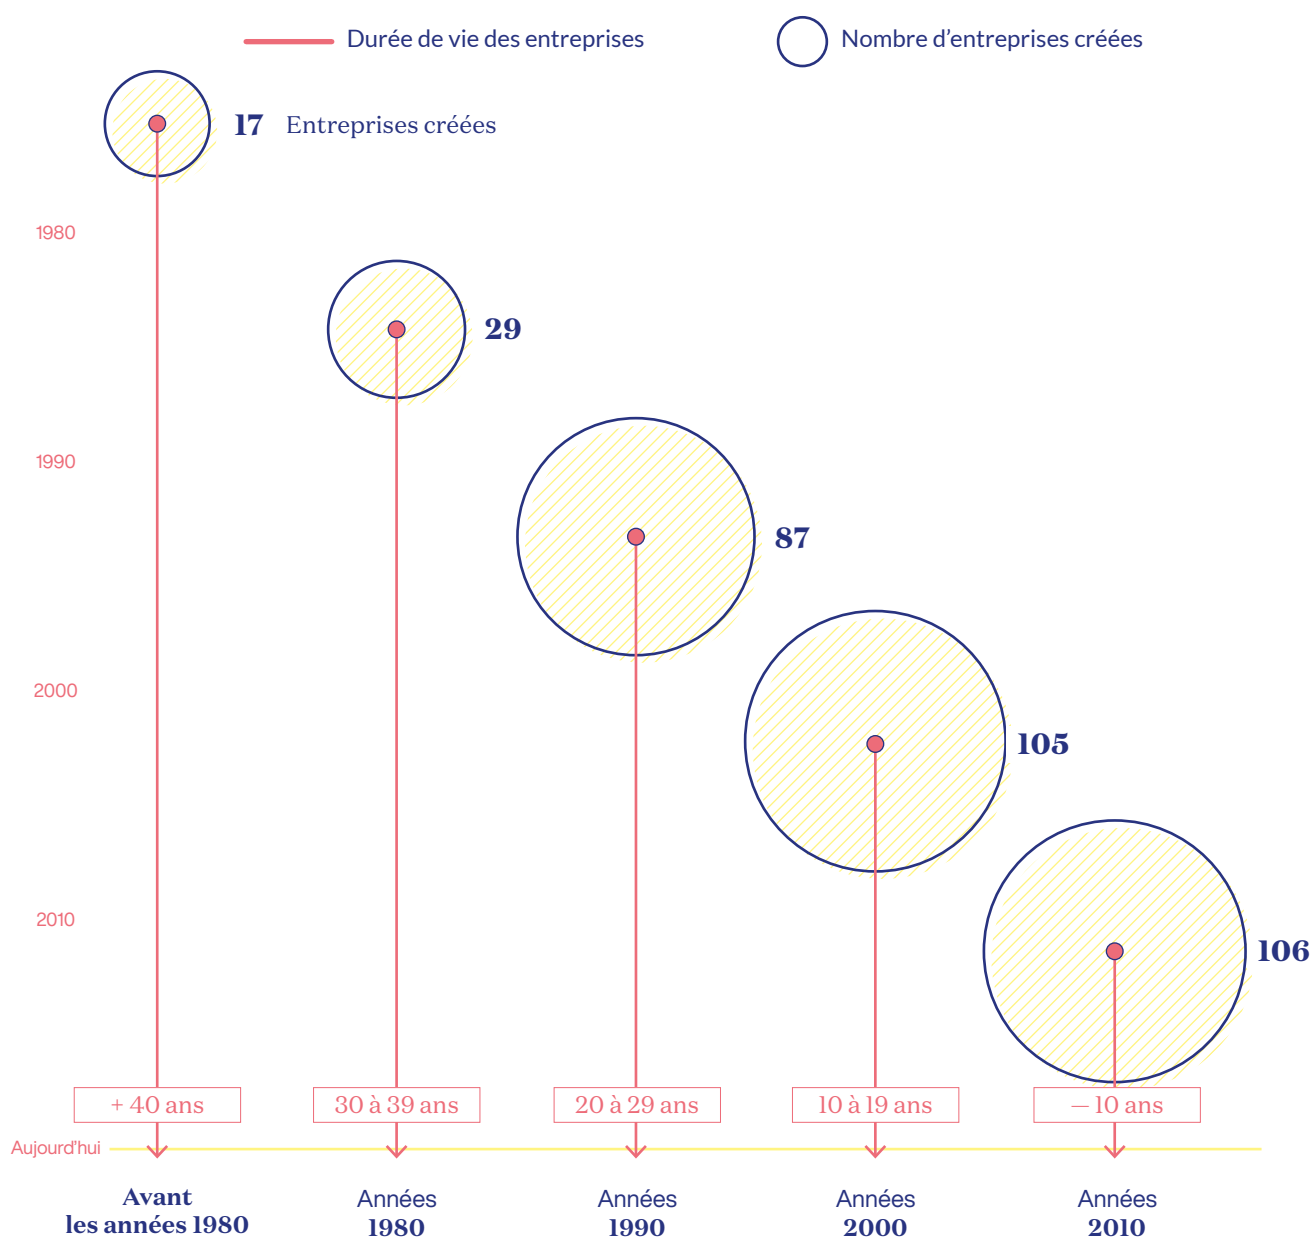 Durée de vie des entreprises
Nombre d’entreprises créées
17 Entreprises créées
1980
29
1990
87
2000
105
2010
106
+ 40 ans
30 à 39 ans
20 à 29 ans
10 à 19 ans
— 10 ans
Aujourd’hui
Avant
les années 1980
Années
1980
Années
1990
Années
2000
Années
2010